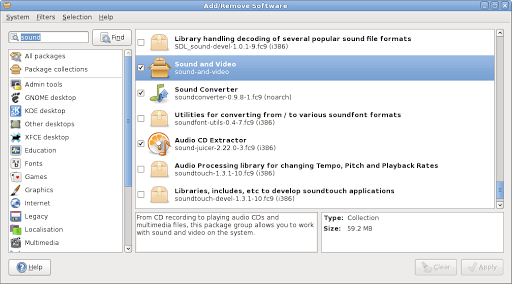 Add/Remove Software
System Filters Selection Help
sound Find
All packages
Package collections
Admin tools
GNOME desktop
KDE desktop
Other desktops
XFCE desktop
Education
Fonts
Games
Graphics
Internet
Legacy
Localisation
Multimedia
Library handling decoding of several popular sound file formats
SDL_sound-devel-1.0.1-9.fc9 (i386)
Sound and Video
sound-and-video
Sound Converter
soundconverter-0.9.8-1.fc9 (noarch)
Utilities for converting from / to various soundfont formats
soundfont-utils-0.4-7.fc9 (i386)
Audio CD Extractor
sound-juicer-2.22.0-3.fc9 (i386)
Audio Processing library for changing Tempo, Pitch and Playback Rates
soundtouch-1.3.1-10.fc9 (i386)
Libraries, includes, etc to develop soundtouch applications
soundtouch-devel-1.3.1-10.fc9 (i386)
From CD recording to playing audio CDs and
multimedia files, this package group allows you to work
with sound and video on the system.
Type: Collection
Size: 59.2 MB
Help
Clear
Apply